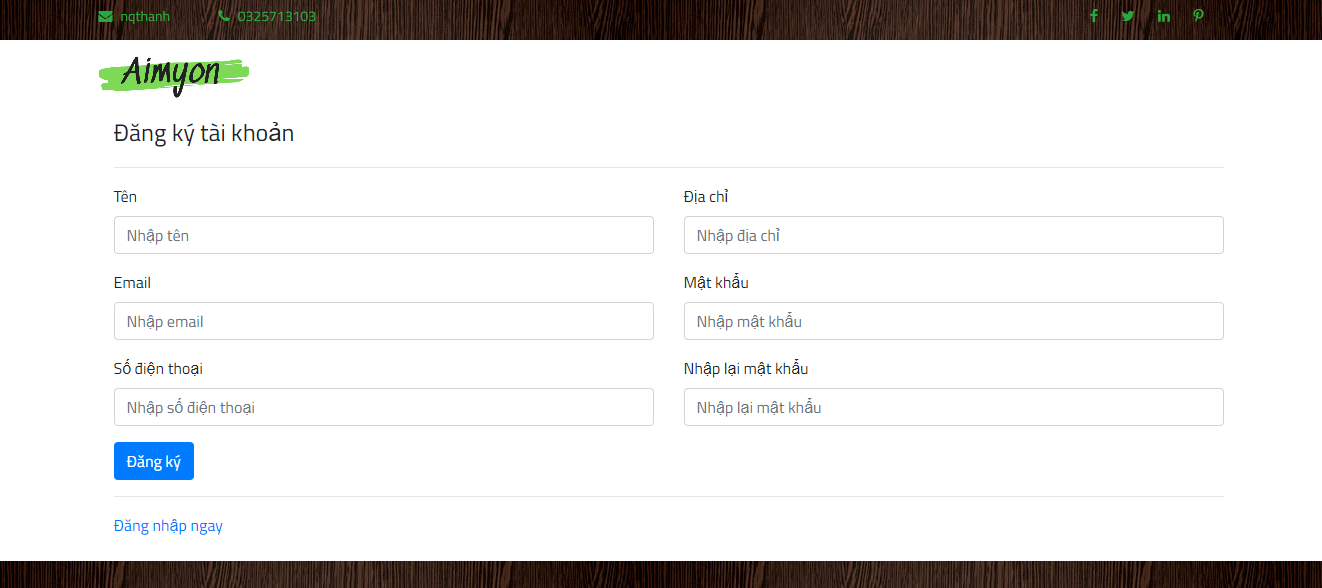 nqthanh 0325713103
Aimyon
Đăng ký tài khoản
Tên Địa chỉ
Nhập tên Nhập địa chỉ
Email Mật khẩu
Nhập email Nhập mật khẩu
Số điện thoại Nhập lại mật khẩu
Nhập số điện thoại Nhập lại mật khẩu
Đăng ký
Đăng nhập ngay